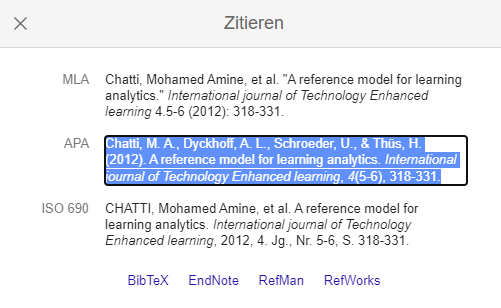 Zitieren
MLA Chatti, Mohamed Amine, et al. "A reference model for learning
analytics." International journal of Technology Enhanced
learning 4.5-6 (2012): 318-331.
APA Chatti, M. A., Dyckhoff, A. L., Schroeder, U., & Thüs, H.
(2012). A reference model for learning analytics. International
journal of Technology Enhanced learning, 4(5-6), 318-331.
ISO 690 CHATTI, Mohamed Amine, et al. A reference model for
learning analytics. International journal of Technology
Enhanced learning, 2012, 4. Jg., Nr. 5-6, S. 318-331.
BibTeX EndNote RefMan RefWorks